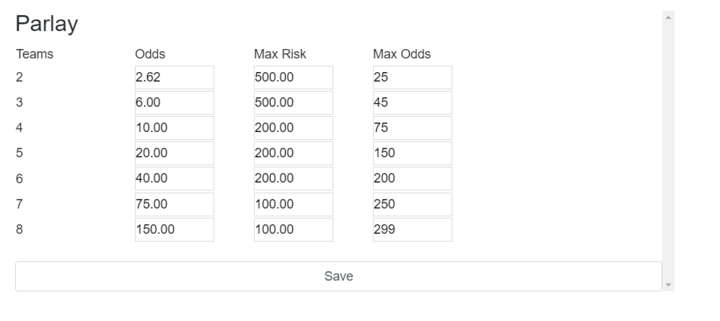 Parlay
Teams Odds Max Risk Max Odds
2 2.62 500.00 25
3 6.00 500.00 45
4 10.00 200.00 75
5 20.00 200.00 150
6 40.00 200.00 200
7 75.00 100.00 250
8 150.00 100.00 299
Save